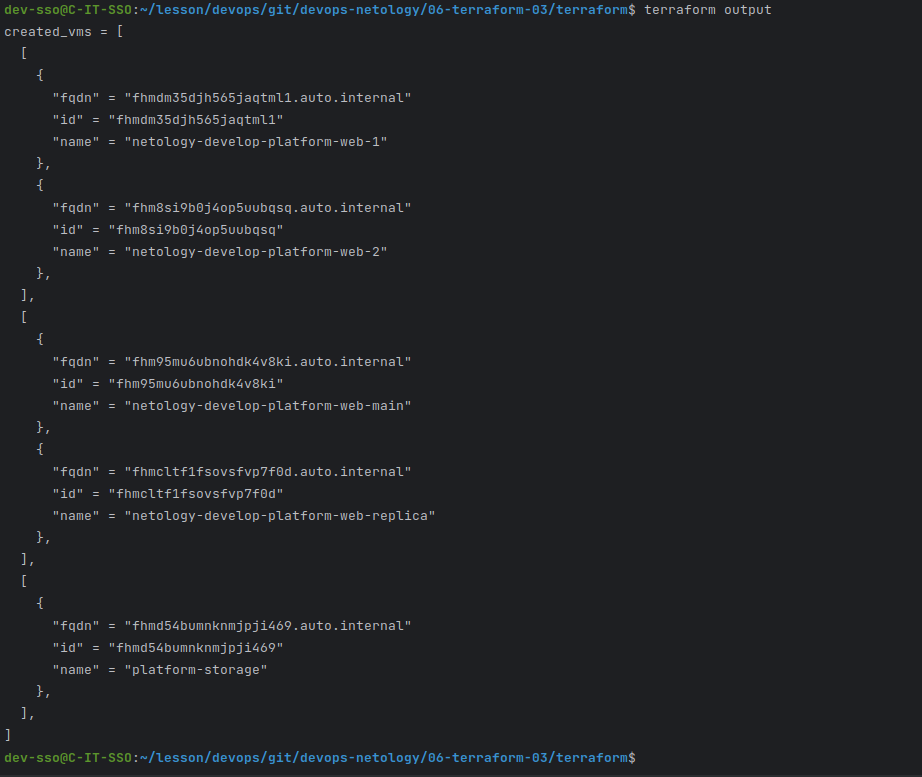 dev-sso@C-IT-SSO:~/lesson/devops/git/devops-netology/06-terraform-03/terraform$ terraform output
created_vms = [
  [
    {
      "fqdn" = "fhmdm35djh565jaqtml1.auto.internal"
      "id" = "fhmdm35djh565jaqtml1"
      "name" = "netology-develop-platform-web-1"
    },
    {
      "fqdn" = "fhm8si9b0j4op5uubqsq.auto.internal"
      "id" = "fhm8si9b0j4op5uubqsq"
      "name" = "netology-develop-platform-web-2"
    },
  ],
  [
    {
      "fqdn" = "fhm95mu6ubnohdk4v8ki.auto.internal"
      "id" = "fhm95mu6ubnohdk4v8ki"
      "name" = "netology-develop-platform-web-main"
    },
    {
      "fqdn" = "fhmcltf1fsovsfvp7f0d.auto.internal"
      "id" = "fhmcltf1fsovsfvp7f0d"
      "name" = "netology-develop-platform-web-replica"
    },
  ],
  [
    {
      "fqdn" = "fhmd54bumnknmjpji469.auto.internal"
      "id" = "fhmd54bumnknmjpji469"
      "name" = "platform-storage"
    },
  ],
]
dev-sso@C-IT-SSO:~/lesson/devops/git/devops-netology/06-terraform-03/terraform$